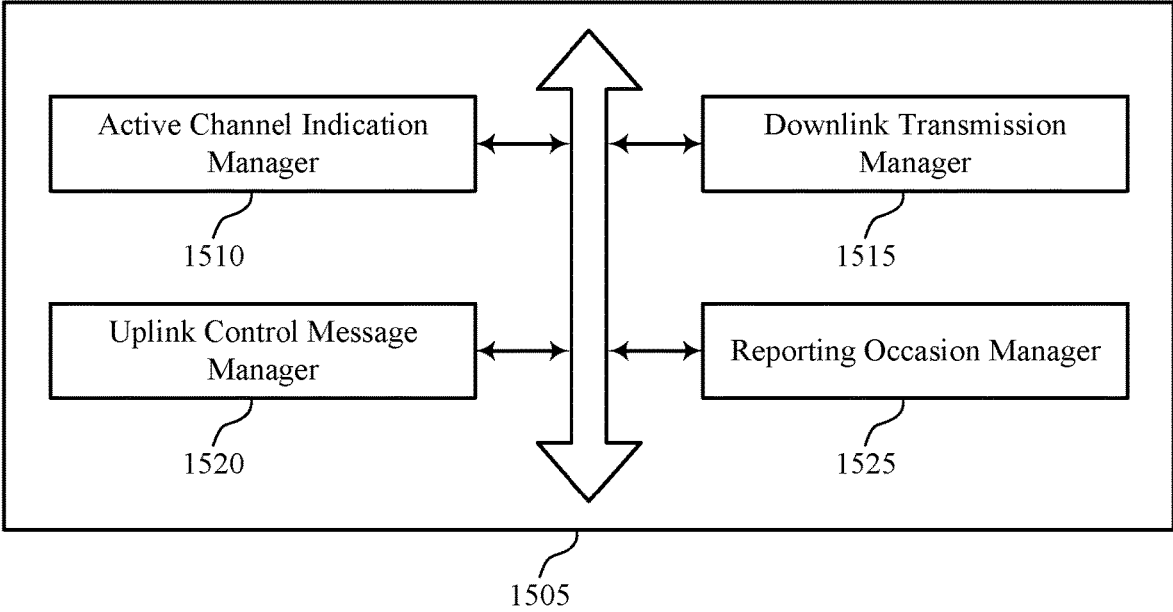 Active Channel Indication
Manager
1510
Downlink Transmission
Manager
1515
Uplink Control Message
Manager
1520
Reporting Occasion Manager
1525
1505